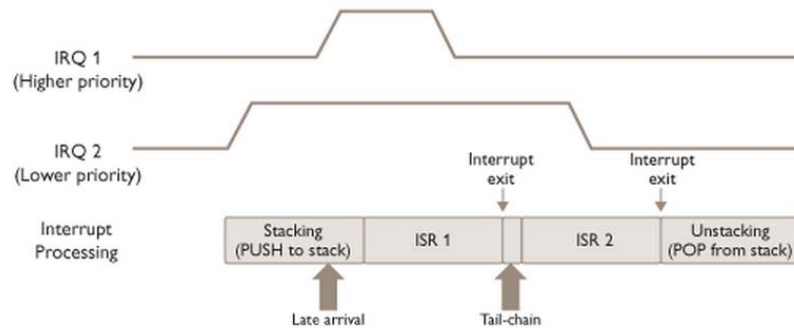 IRQ 1
(Higher priority)
IRQ 2
(Lower priority)
Interrupt
exit
Interrupt
exit
Interrupt
Processing
Stacking
(PUSH to stack)
ISR 1
ISR 2
Unstacking
(POP from stack)
Late arrival
Tail-chain